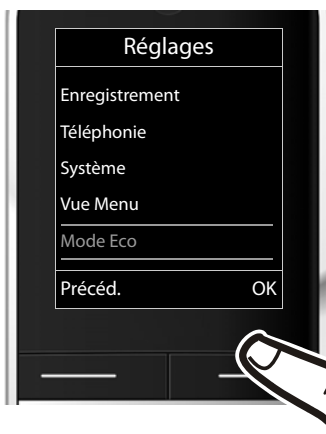 Réglages
Enregistrement
Téléphonie
Système
Vue Menu
Mode Eco
Précéd. OK